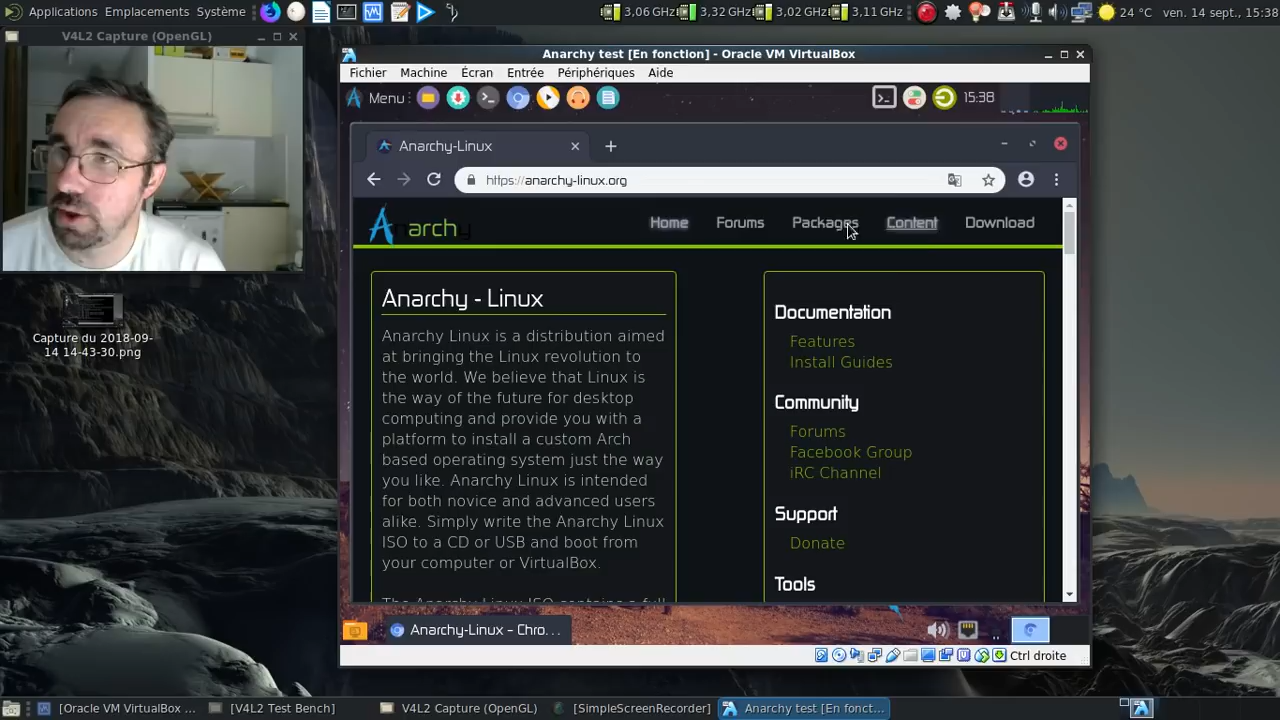 Applications Emplacements Système
3,06 GHz 3,32 GHz 3,02 GHz 3,11 GHz
24 °C ven. 14 sept., 15:38
V4L2 Capture (OpenGL)
Capture du 2018-09-
14 14-43-30.png
Anarchy test [En fonction] - Oracle VM VirtualBox
Fichier Machine Écran Entrée Périphériques Aide
Menu
15:38
Anarchy-Linux
https://anarchy-linux.org
Anarchy
Home Forums Packages Content Download
Anarchy - Linux
Anarchy Linux is a distribution aimed
at bringing the Linux revolution to
the world. We believe that Linux is
the way of the future for desktop
computing and provide you with a
platform to install a custom Arch
based operating system just the way
you like. Anarchy Linux is intended
for both novice and advanced users
alike. Simply write the Anarchy Linux
ISO to a CD or USB and boot from
your computer or VirtualBox.
The Anarchy Linux ISO contains a full
Documentation
Features
Install Guides
Community
Forums
Facebook Group
iRC Channel
Support
Donate
Tools
Anarchy-Linux - Chro...
Ctrl droite
[Oracle VM VirtualBox ...
[V4L2 Test Bench]
V4L2 Capture (OpenGL)
[SimpleScreenRecorder]
Anarchy test [En fonct...